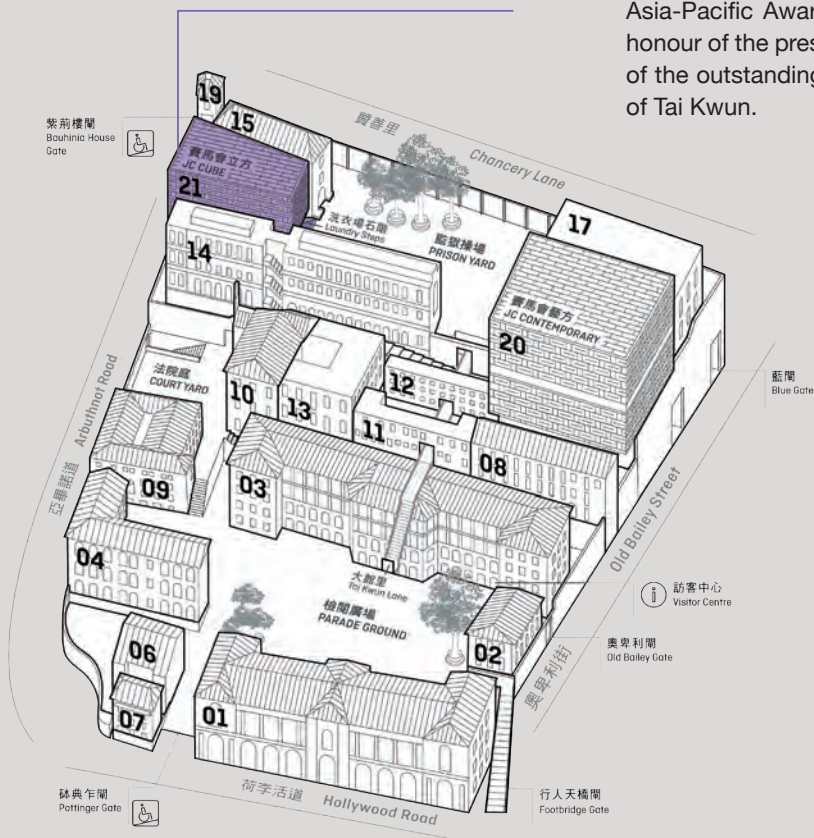 Asia-Pacific Awar
honour of the pres
of the outstanding
of Tai Kwun.
19
15
紫荊樓閘
Bauhinia House
Gate
賛善里
Chancery Lane
賽馬會立方
JC CUBE
21
洗衣場石階
Laundry Steps
監獄操場
PRISON YARD
17
14
賽馬會藝方
JC CONTEMPORARY
20
法院庭
COURT YARD
亞畢諾道 Arbuthnot Road
10
13
12
11
藍閘
Blue Gate
09
03
08
Old Bailey Street
奧卑利街
04
大館里
Tai Kwun Lane
檢閱廣場
PARADE GROUND
訪客中心
Visitor Centre
02
奧卑利閘
Old Bailey Gate
06
07
01
砵典乍閘
Pottinger Gate
荷李活道 Hollywood Road
行人天橋閘
Footbridge Gate